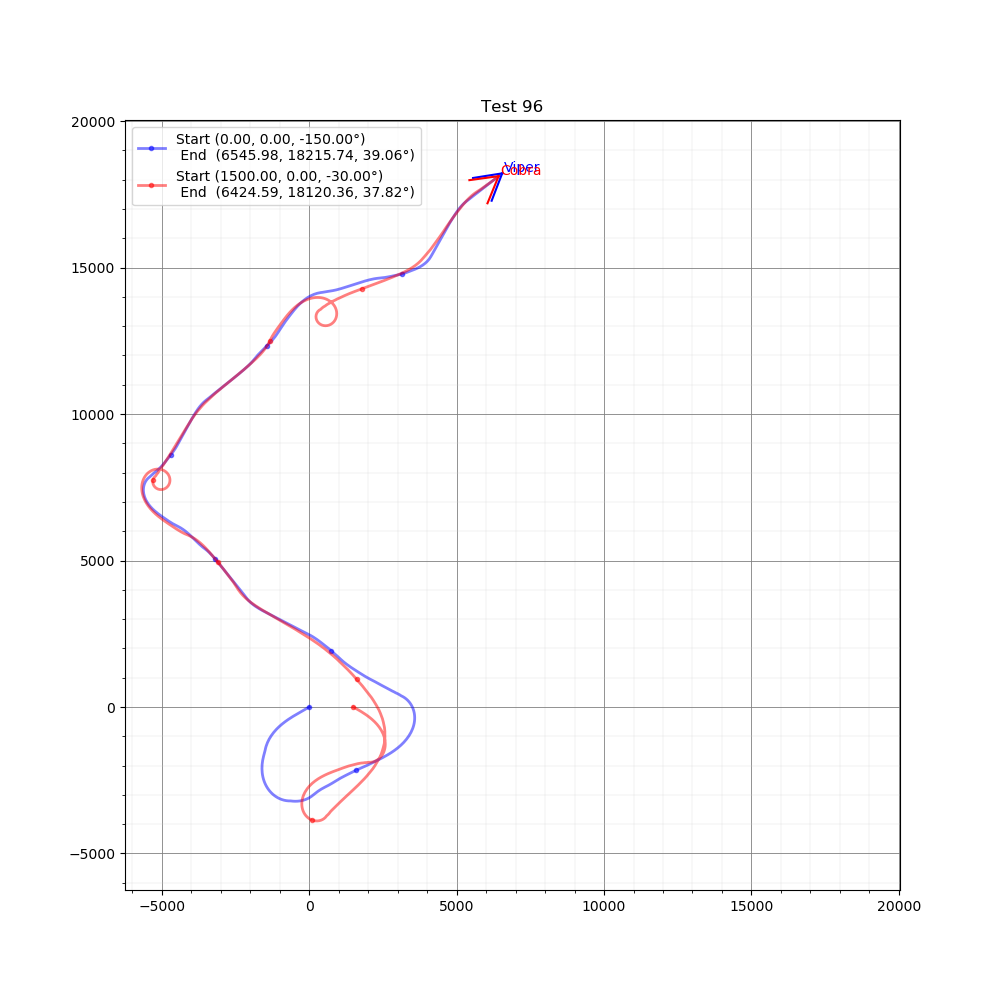 Test 96
20000
15000
10000
5000
0
−5000
−5000
0
5000
10000
15000
20000
Start (0.00, 0.00, -150.00°)
End (6545.98, 18215.74, 39.06°)
Start (1500.00, 0.00, -30.00°)
End (6424.59, 18120.36, 37.82°)
Viper
Cobra